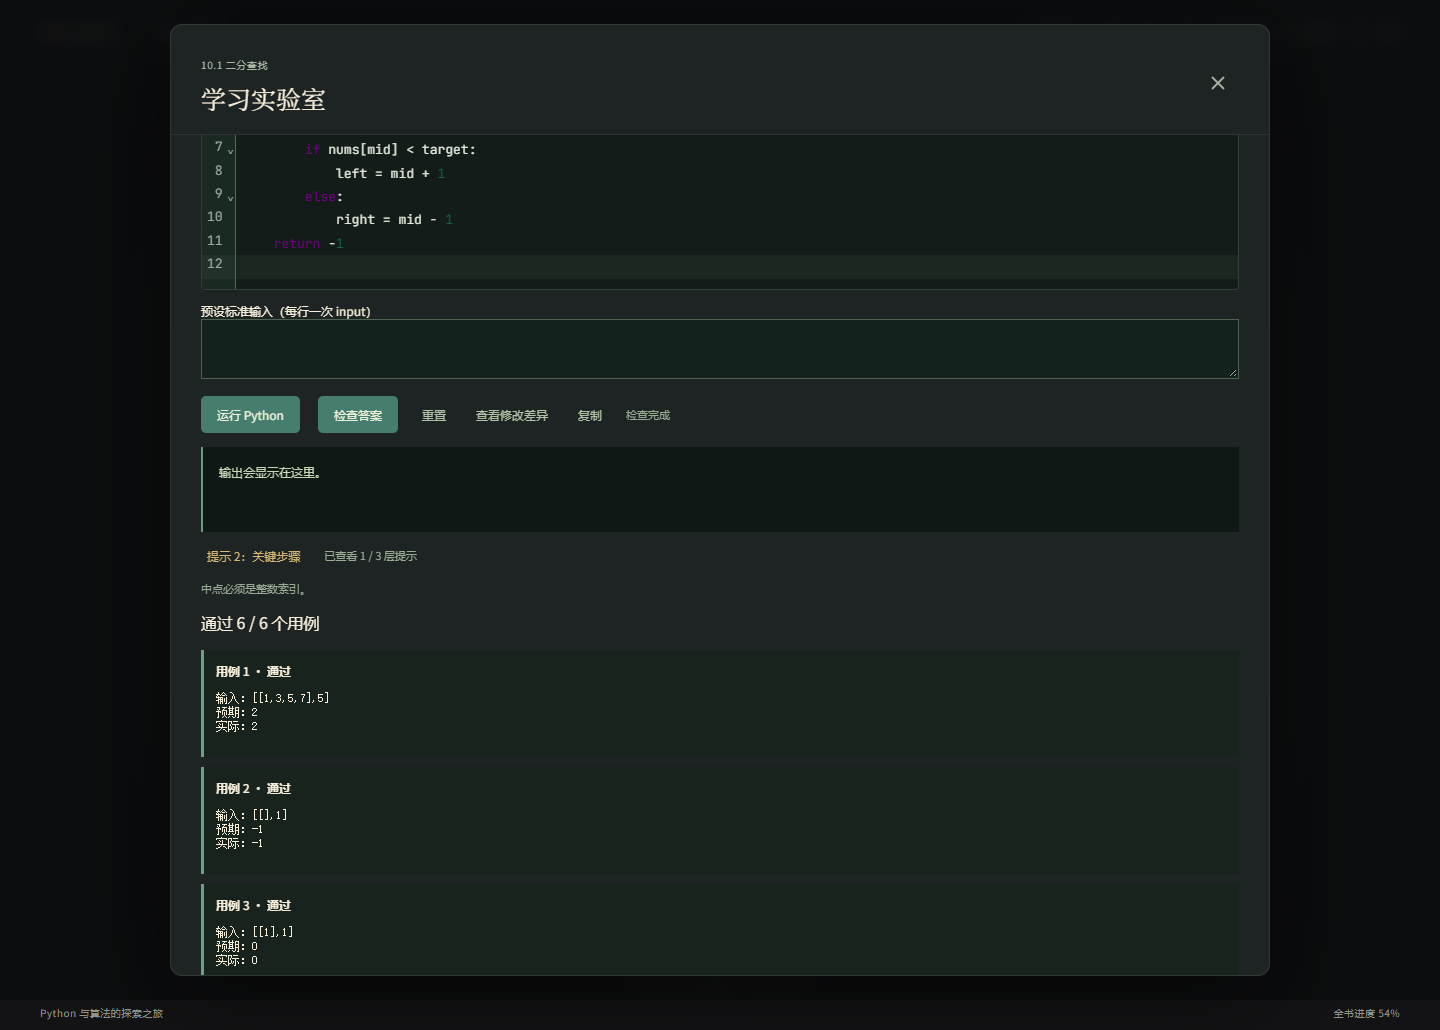 10.1 二分查找
学习实验室
7 if nums[mid] < target:
8 left = mid + 1
9 else:
10 right = mid - 1
11 return -1
12
预设标准输入（每行一次 input）
运行 Python 检查答案 重置 查看修改差异 复制 检查完成
输出会显示在这里。
提示 2：关键步骤 已查看 1 / 3 层提示
中点必须是整数索引。
通过 6 / 6 个用例
用例 1 · 通过
输入: [[1,3,5,7],5]
预期: 2
实际: 2
用例 2 · 通过
输入: [[],1]
预期: -1
实际: -1
用例 3 · 通过
输入: [[1],1]
预期: 0
实际: 0
Python 与算法的探索之旅 全书进度 54%